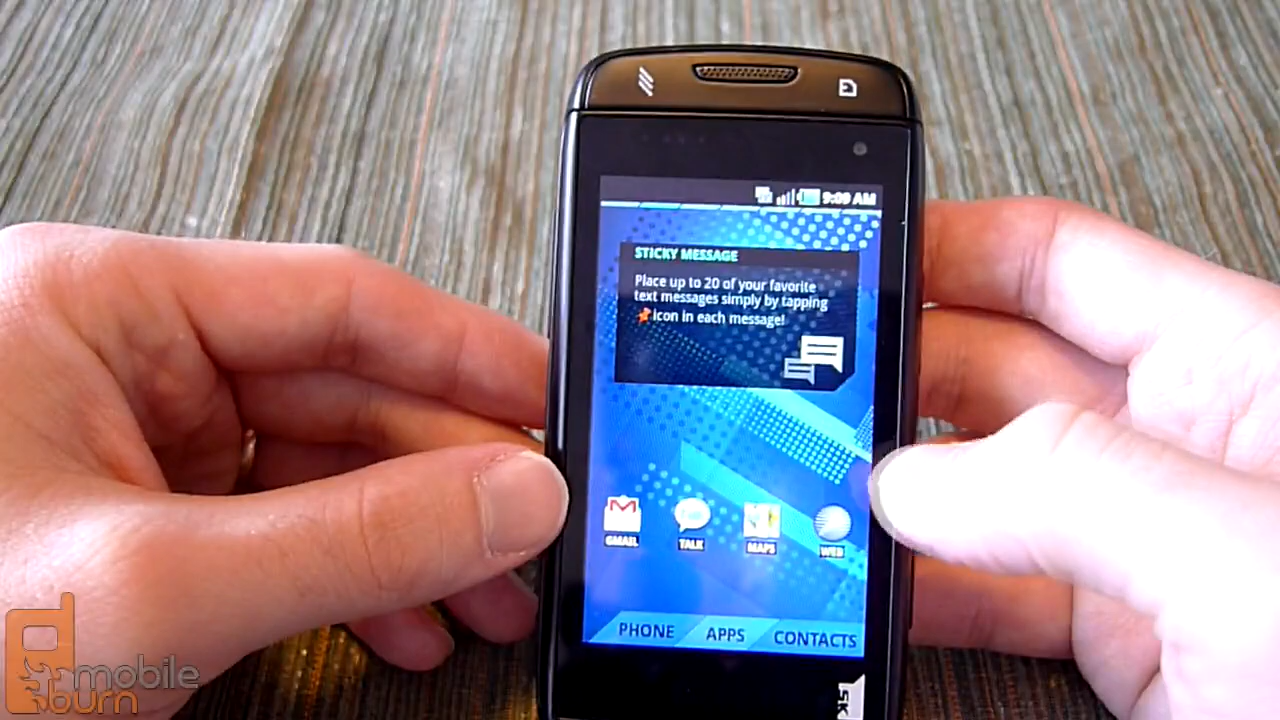 9:09 AM
STICKY MESSAGE
Place up to 20 of your favorite
text messages simply by tapping
icon in each message!
GMAIL TALK MAPS WEB
PHONE APPS CONTACTS
SK
mobile
burn